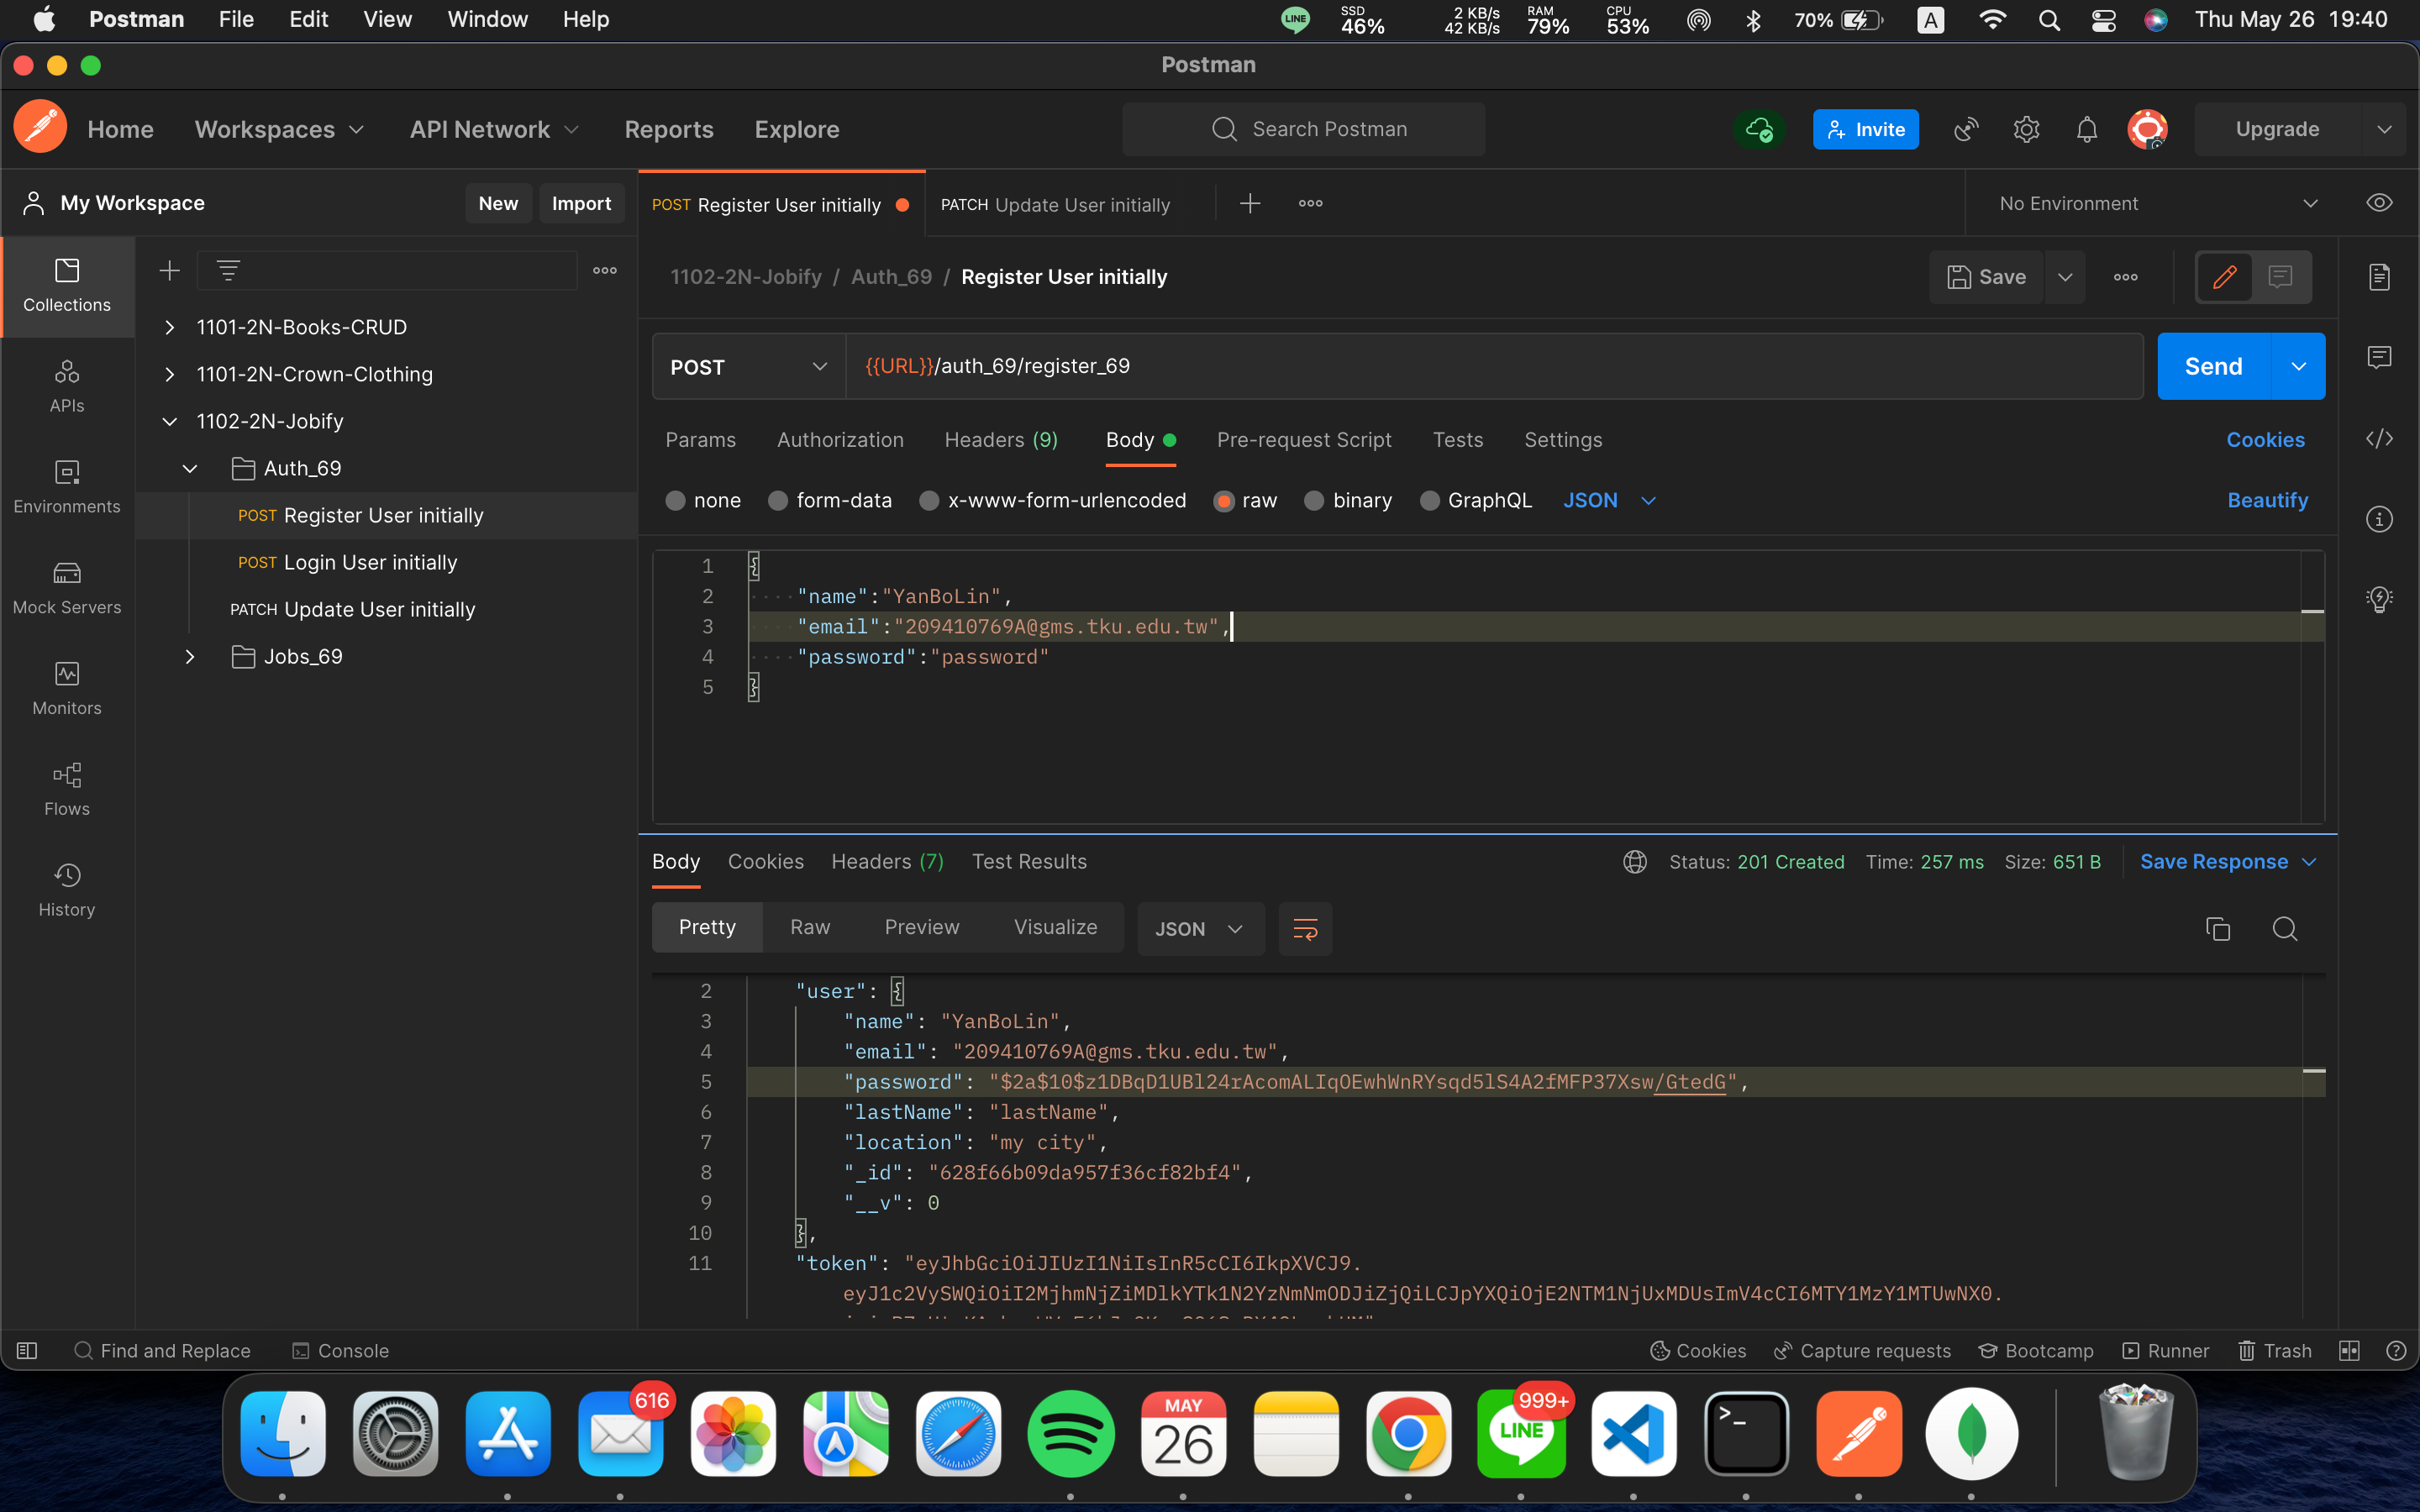 Postman File Edit View Window Help
SSD 46% 2 KB/s 42 KB/s RAM 79% CPU 53% 70% A Thu May 26 19:40
Postman
Home Workspaces API Network Reports Explore
Search Postman
Invite
Upgrade
My Workspace
New Import
POST Register User initially
PATCH Update User initially
No Environment
Collections
APIs
Environments
Mock Servers
Monitors
Flows
History
1101-2N-Books-CRUD
1101-2N-Crown-Clothing
1102-2N-Jobify
Auth_69
POST Register User initially
POST Login User initially
PATCH Update User initially
Jobs_69
1102-2N-Jobify / Auth_69 / Register User initially
Save
POST
{{URL}}/auth_69/register_69
Send
Params Authorization Headers (9) Body Pre-request Script Tests Settings Cookies
none form-data x-www-form-urlencoded raw binary GraphQL JSON Beautify
1 {
2 "name":"YanBoLin",
3 "email":"209410769A@gms.tku.edu.tw",
4 "password":"password"
5 }
Body Cookies Headers (7) Test Results
Status: 201 Created Time: 257 ms Size: 651 B Save Response
Pretty Raw Preview Visualize JSON
2 "user": {
3 "name": "YanBoLin",
4 "email": "209410769A@gms.tku.edu.tw",
5 "password": "$2a$10$z1DBqD1UBl24rAcomALIqOEwhWnRYsqd5lS4A2fMFP37Xsw/GtedG",
6 "lastName": "lastName",
7 "location": "my city",
8 "_id": "628f66b09da957f36cf82bf4",
9 "__v": 0
10 },
11 "token": "eyJhbGciOiJIUzI1NiIsInR5cCI6IkpXVCJ9.
eyJ1c2VySWQiOiI2MjhmNjZiMDlkYTk1N2YzNmNmODJiZjQiLCJpYXQiOjE2NTM1NjUxMDUsImV4cCI6MTY1MzY1MTUwNX0.
Find and Replace Console
Cookies Capture requests Bootcamp Runner Trash
616
MAY 26
999+
LINE
LINE